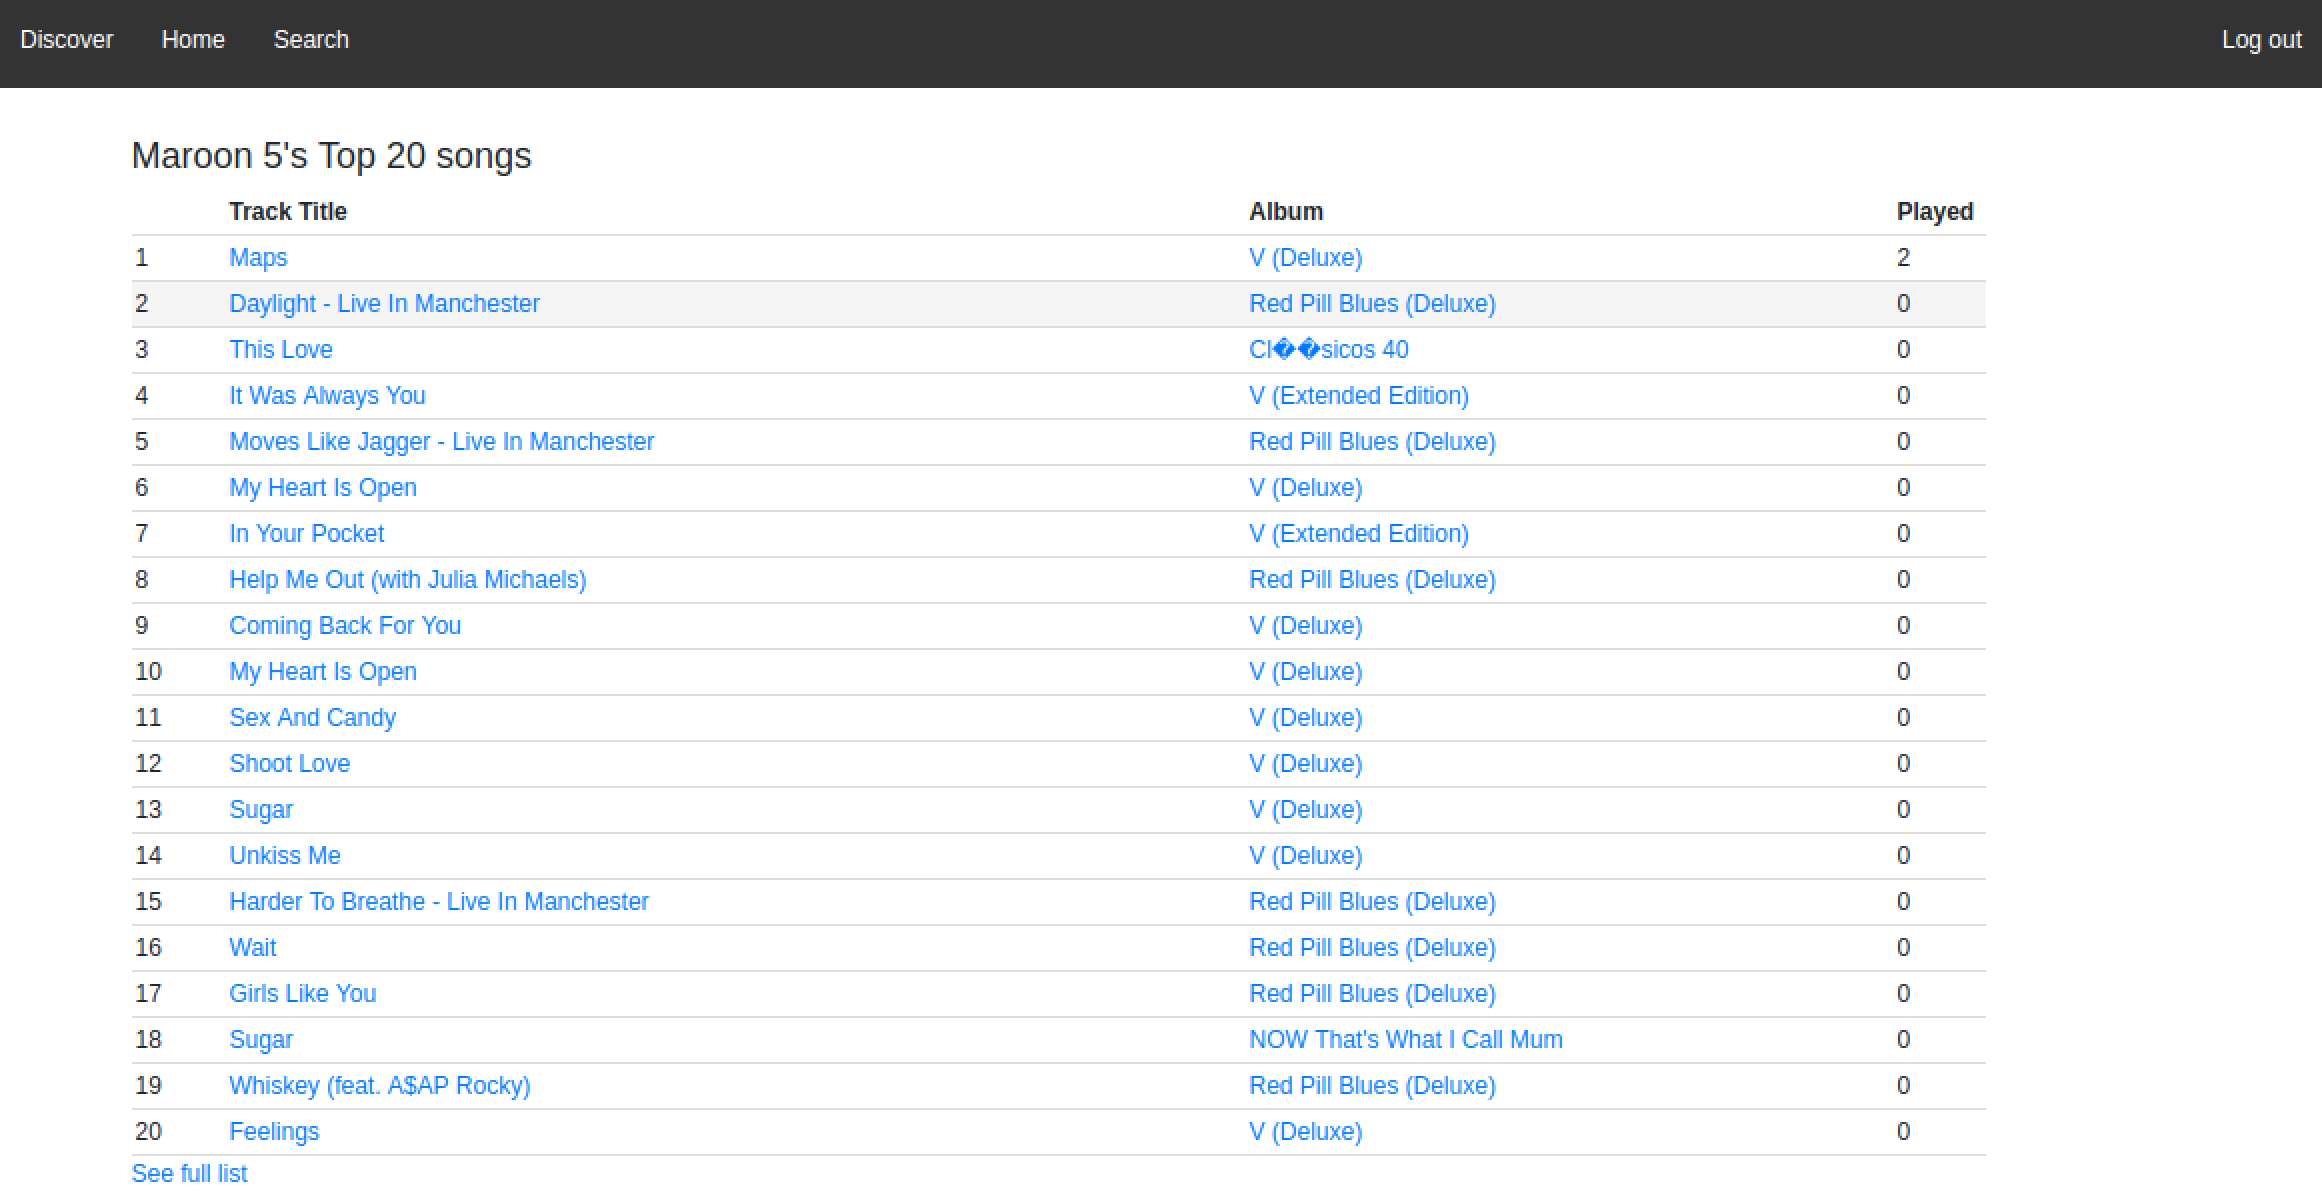 Discover Home Search Log out
Maroon 5's Top 20 songs
Track Title Album Played
1 Maps V (Deluxe) 2
2 Daylight - Live In Manchester Red Pill Blues (Deluxe) 0
3 This Love Cl��sicos 40 0
4 It Was Always You V (Extended Edition) 0
5 Moves Like Jagger - Live In Manchester Red Pill Blues (Deluxe) 0
6 My Heart Is Open V (Deluxe) 0
7 In Your Pocket V (Extended Edition) 0
8 Help Me Out (with Julia Michaels) Red Pill Blues (Deluxe) 0
9 Coming Back For You V (Deluxe) 0
10 My Heart Is Open V (Deluxe) 0
11 Sex And Candy V (Deluxe) 0
12 Shoot Love V (Deluxe) 0
13 Sugar V (Deluxe) 0
14 Unkiss Me V (Deluxe) 0
15 Harder To Breathe - Live In Manchester Red Pill Blues (Deluxe) 0
16 Wait Red Pill Blues (Deluxe) 0
17 Girls Like You Red Pill Blues (Deluxe) 0
18 Sugar NOW That's What I Call Mum 0
19 Whiskey (feat. A$AP Rocky) Red Pill Blues (Deluxe) 0
20 Feelings V (Deluxe) 0
See full list